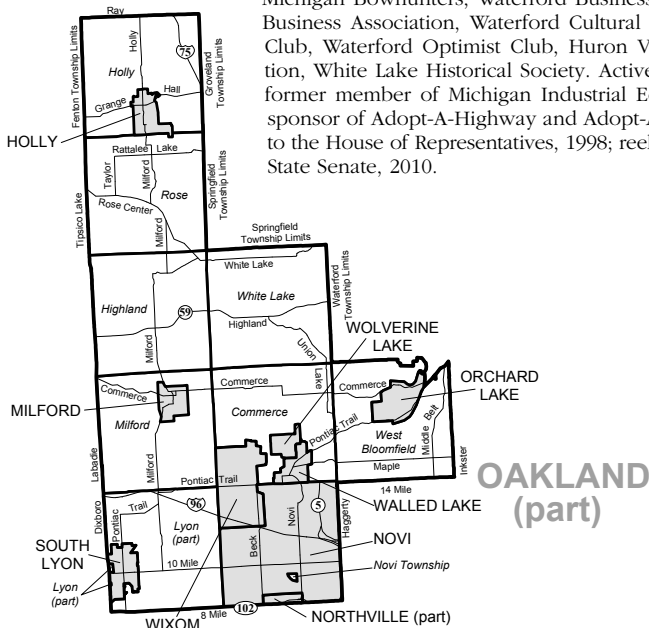 Michigan Bowhunters, Waterford Business
Business Association, Waterford Cultural
Club, Waterford Optimist Club, Huron V
tion, White Lake Historical Society. Active
former member of Michigan Industrial E
sponsor of Adopt-A-Highway and Adopt-A
to the House of Representatives, 1998; reel
State Senate, 2010.
Ray
Fenton Township Limits
Holly
75
Groveland
Township Limits
Holly
Grange
Hall
HOLLY
Rattalee Lake
Taylor
Milford
Rose
Springfield
Township Limits
Tipsico Lake
Rose Center
Milford
Springfield
Township Limits
White Lake
Waterford
Township Limits
Highland
White Lake
59
Highland
Union
Milford
WOLVERINE
LAKE
ORCHARD
LAKE
Commerce
Commerce
Lake
Commerce
MILFORD
Milford
Commerce
Pontiac Trail
West
Bloomfield
Middle Belt
Inkster
Labadie
Milford
Maple
OAKLAND
(part)
Pontiac Trail
14 Mile
WALLED LAKE
Dixboro
Pontiac
Trail
96
Lyon
(part)
Beck
Novi
5
Haggerty
NOVI
SOUTH
LYON
10 Mile
Novi Township
Lyon
(part)
WIXOM
8 Mile
102
NORTHVILLE (part)